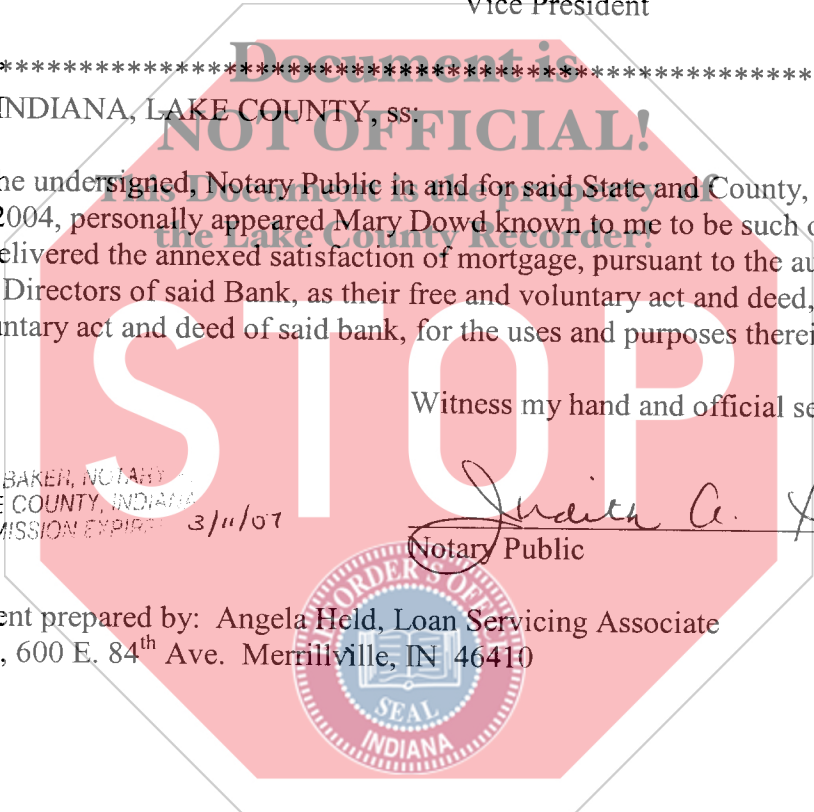 Vice President
Document is
************************************************************
INDIANA, LAKE COUNTY, ss:
NOT OFFICIAL!
he undersigned, Notary Public in and for said State and County,
This Document is the property of
2004, personally appeared Mary Dowd known to me to be such o
the Lake County Recorder!
elivered the annexed satisfaction of mortgage, pursuant to the au
Directors of said Bank, as their free and voluntary act and deed,
untary act and deed of said bank, for the uses and purposes therei
STOP
Witness my hand and official se
BAKER, NOTARY
E COUNTY, INDIANA
MISSION EXPIRE 3/11/07
Judith A.
Notary Public
RECORDER'S OFFICE
ent prepared by: Angela Held, Loan Servicing Associate
, 600 E. 84th Ave. Merrillville, IN 46410
SEAL
INDIANA